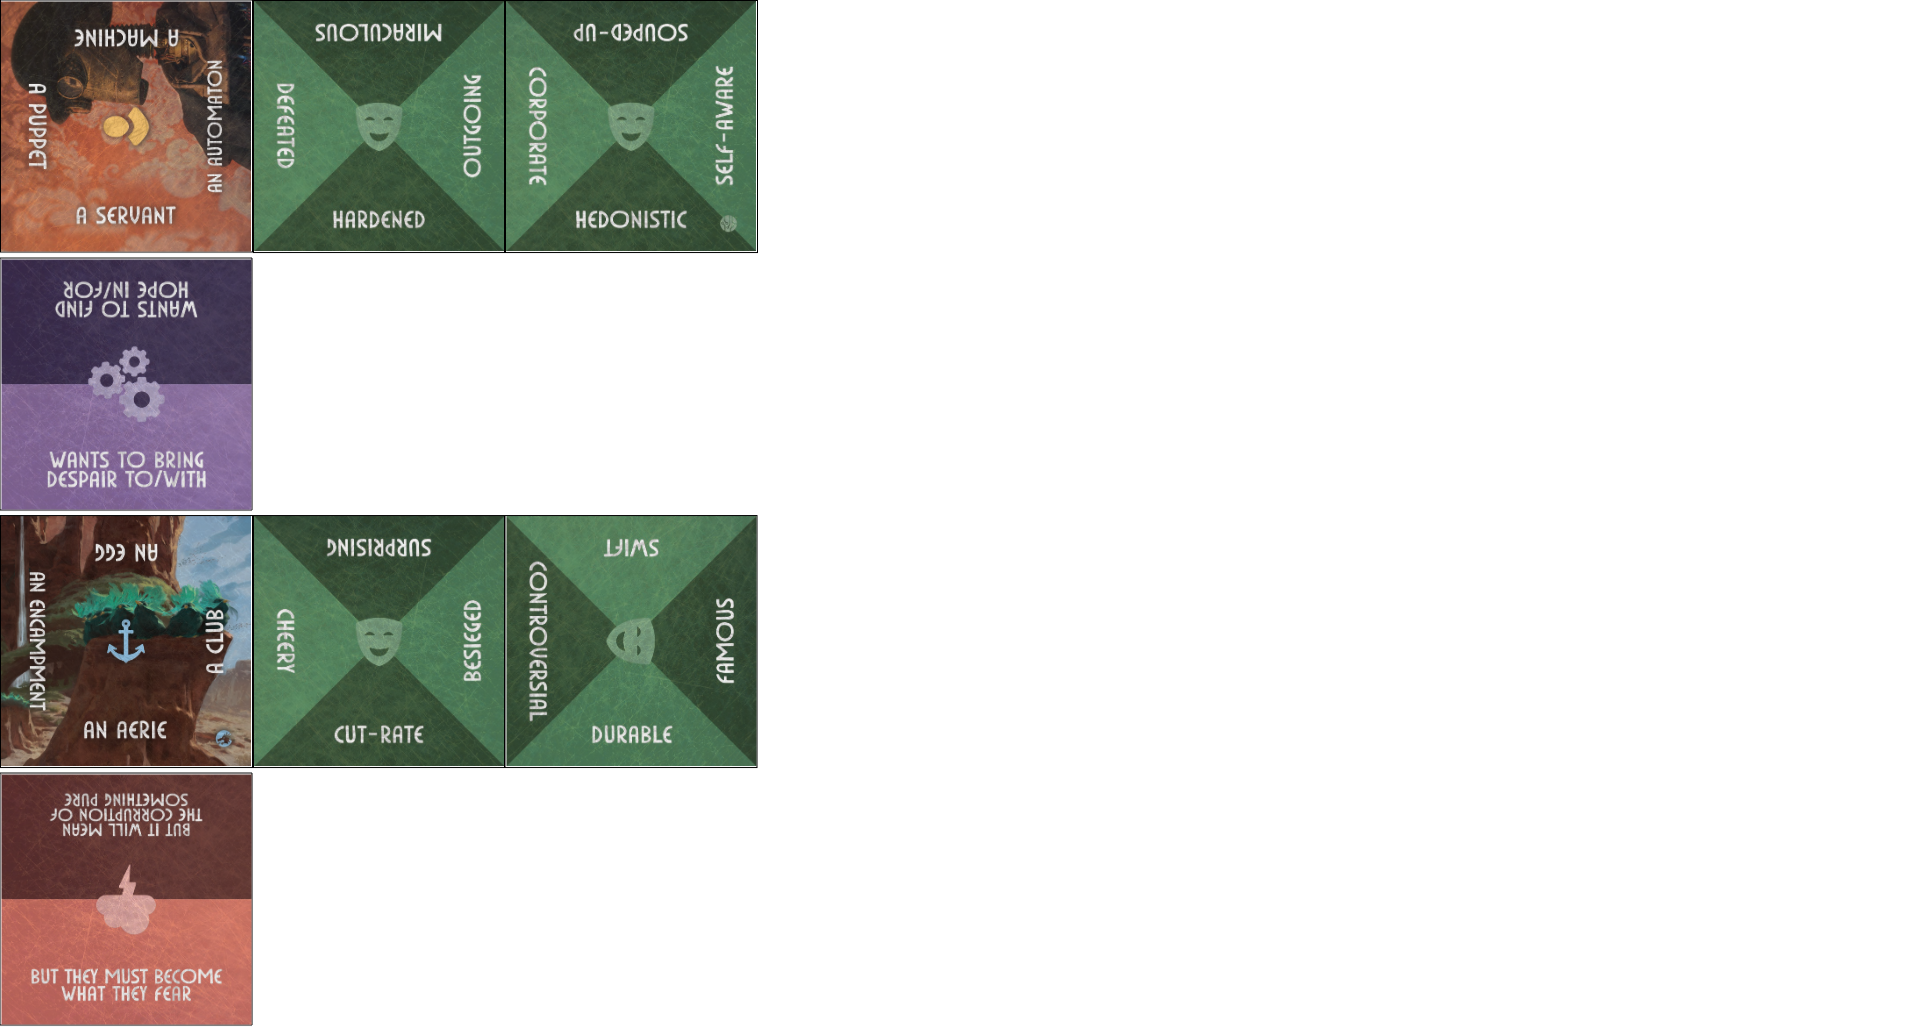 A MACHINE
A PUPPET
AN AUTOMATON
A SERVANT
MIRACULOUS
DEFEATED
OUTGOING
HARDENED
SOUPED-UP
CORPORATE
SELF-AWARE
HEDONISTIC
WANTS TO FIND
HOPE IN/FOR
WANTS TO BRING
DESPAIR TO/WITH
AN EGG
AN ENCAMPMENT
A CLUB
AN AERIE
SURPRISING
CHEERY
BESIEGED
CUT-RATE
SWIFT
CONTROVERSIAL
FAMOUS
DURABLE
BUT IT WILL MEAN
THE CORRUPTION OF
SOMETHING PURE
BUT THEY MUST BECOME
WHAT THEY FEAR